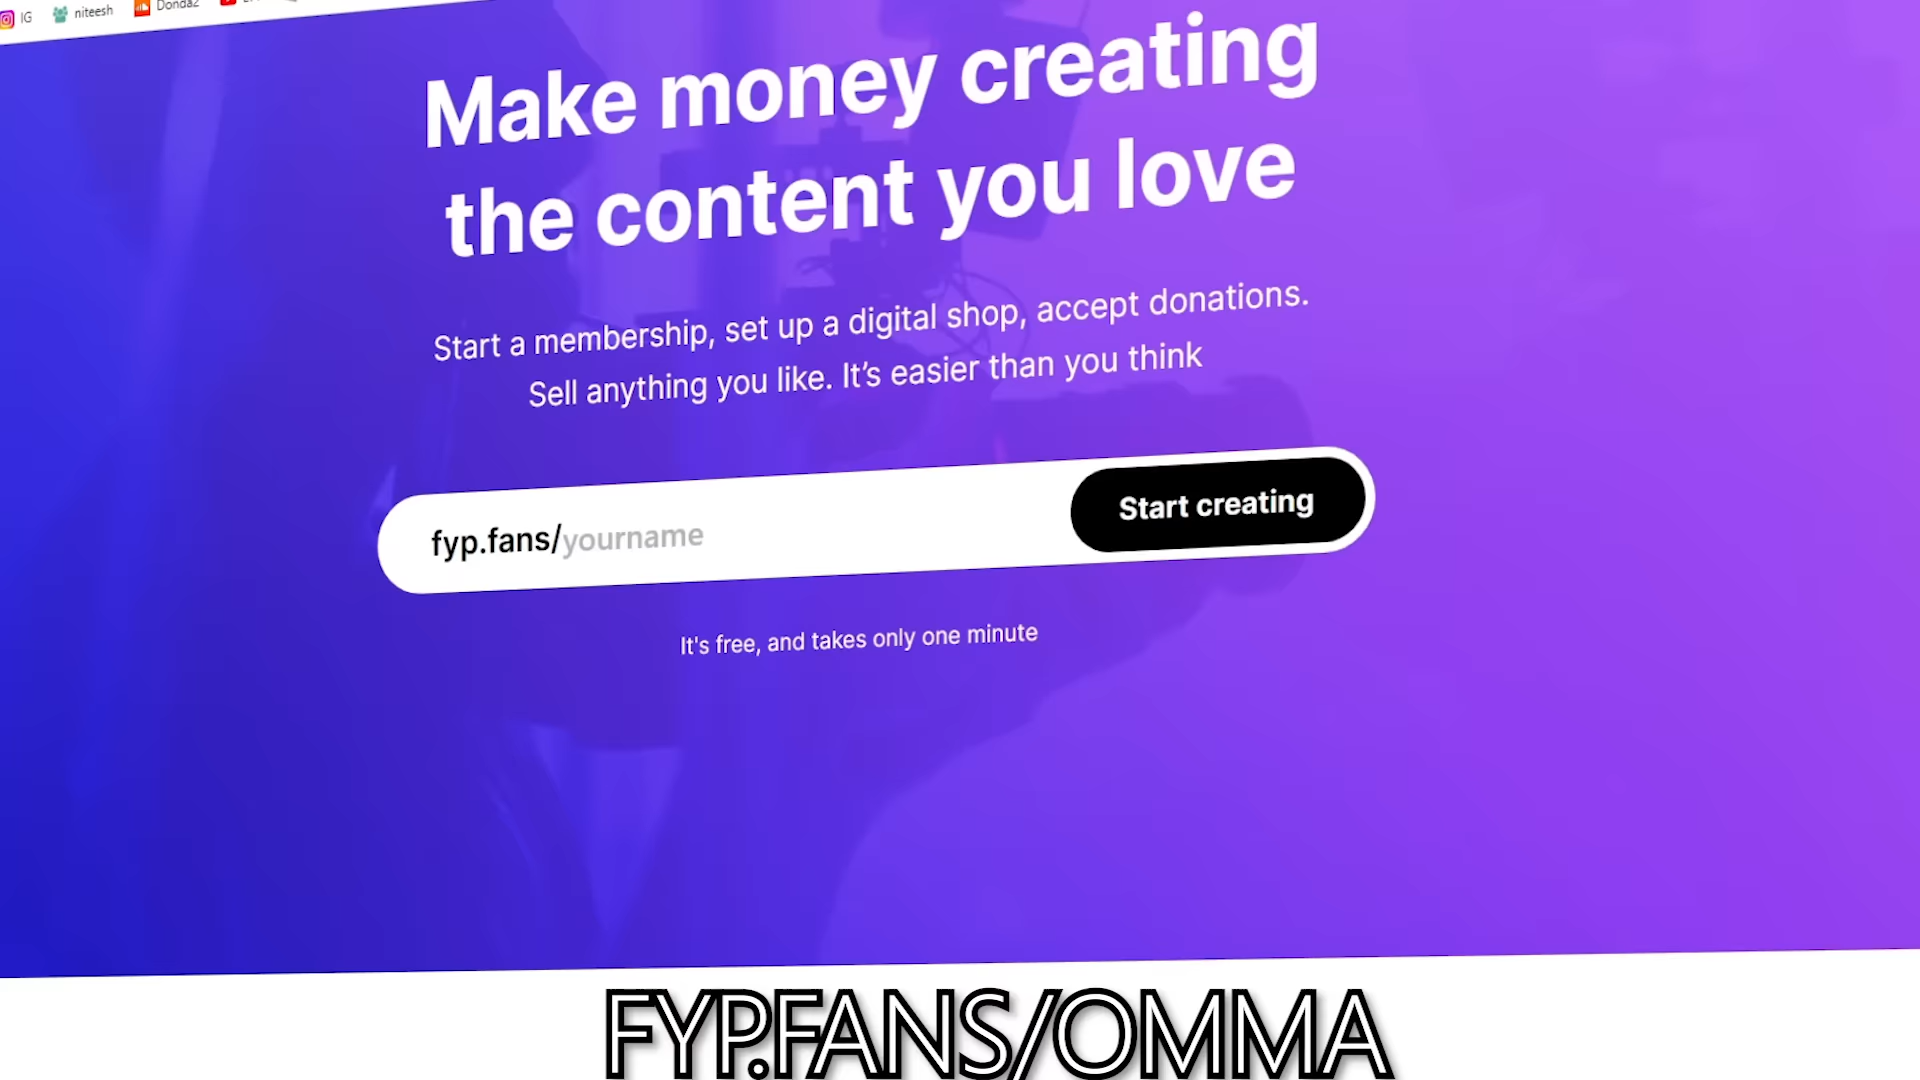 IG niteesh Donda2
Make money creating
the content you love
Start a membership, set up a digital shop, accept donations.
Sell anything you like. It's easier than you think
fyp.fans/yourname Start creating
It's free, and takes only one minute
FYP.FANS/OMMA